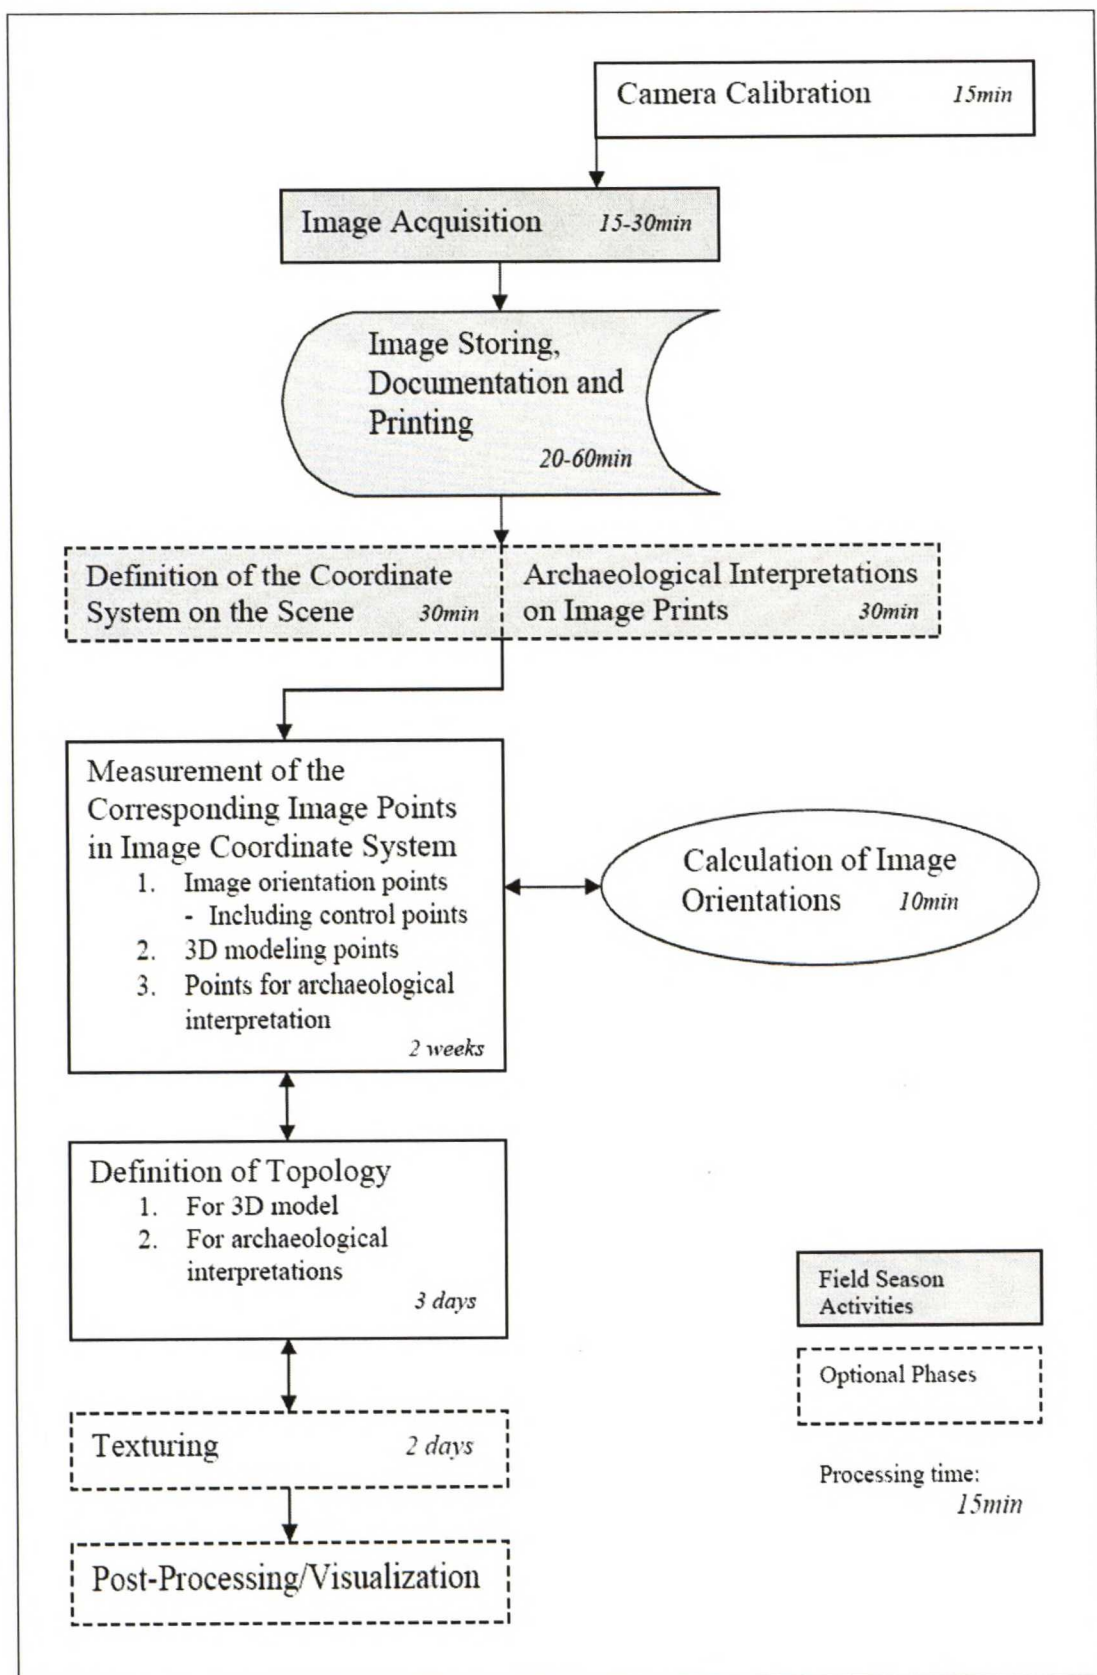 Camera Calibration 15min
Image Acquisition 15-30min
Image Storing,
Documentation and
Printing
20-60min
Definition of the Coordinate
System on the Scene 30min
Archaeological Interpretations
on Image Prints 30min
Measurement of the
Corresponding Image Points
in Image Coordinate System
1. Image orientation points
- Including control points
2. 3D modeling points
3. Points for archaeological
interpretation
2 weeks
Calculation of Image
Orientations 10min
Definition of Topology
1. For 3D model
2. For archaeological
interpretations
3 days
Texturing 2 days
Post-Processing/Visualization
Field Season
Activities
Optional Phases
Processing time:
15min